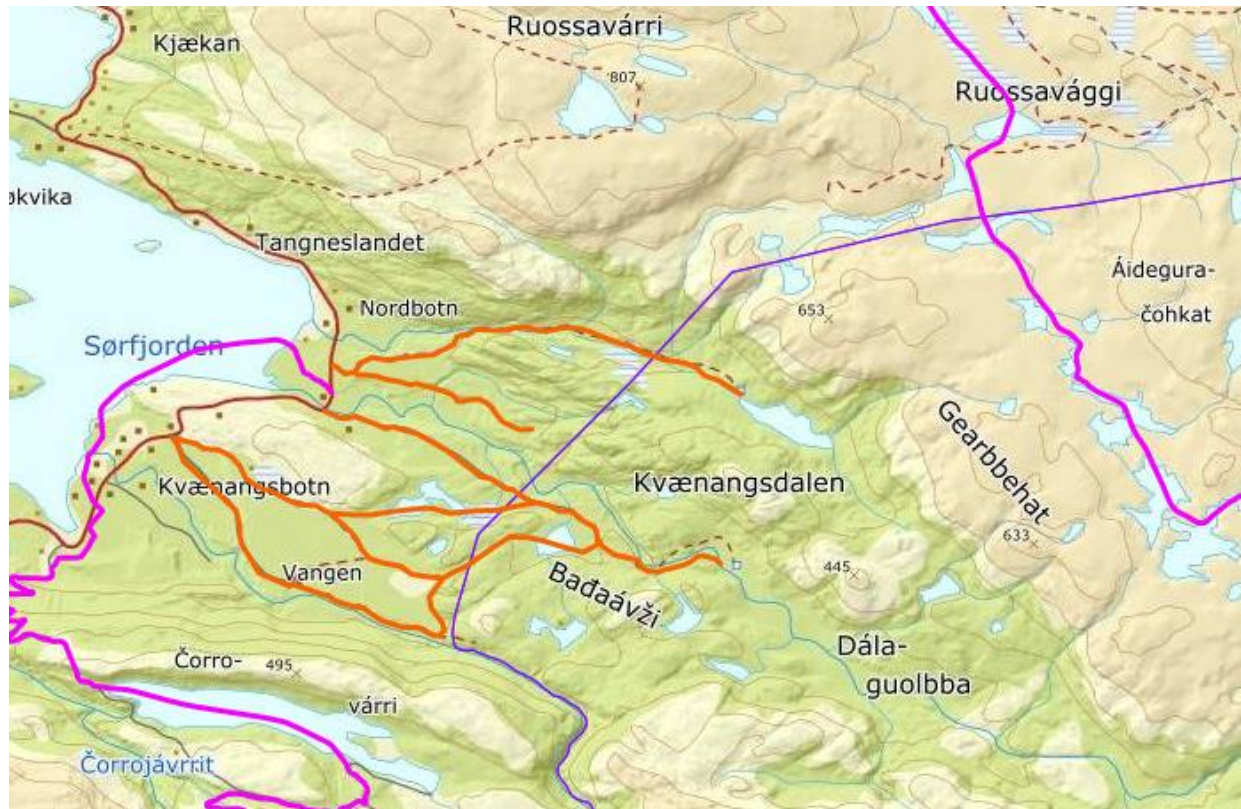 Ruossavárri
Kjækan
807
Ruossavággi
økvika
Tangneslandet
Áidegura-
čohkat
Nordbotn
653
Sørfjorden
Gearbbehat
Kvænangsdalen
Kvænangsbotn
633
Vangen
Bađaávži
445
Čorro-
495
várri
Dála-
guolbba
Čorrojávrrit